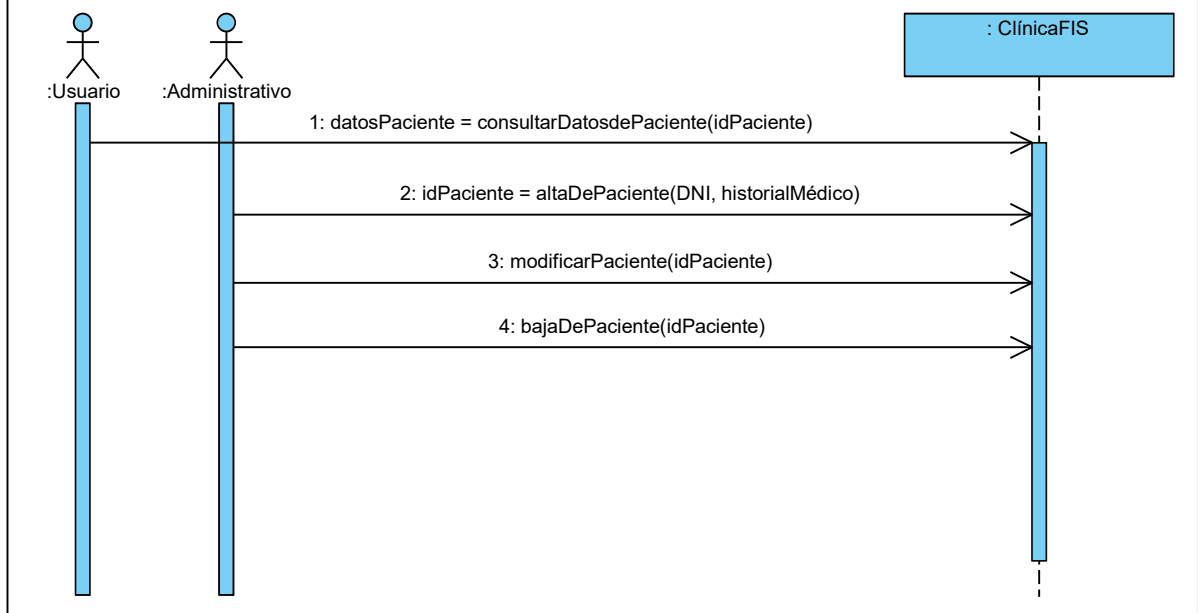 : ClínicaFIS
:Usuario
:Administrativo
1: datosPaciente = consultarDatosdePaciente(idPaciente)
2: idPaciente = altaDePaciente(DNI, historialMédico)
3: modificarPaciente(idPaciente)
4: bajaDePaciente(idPaciente)